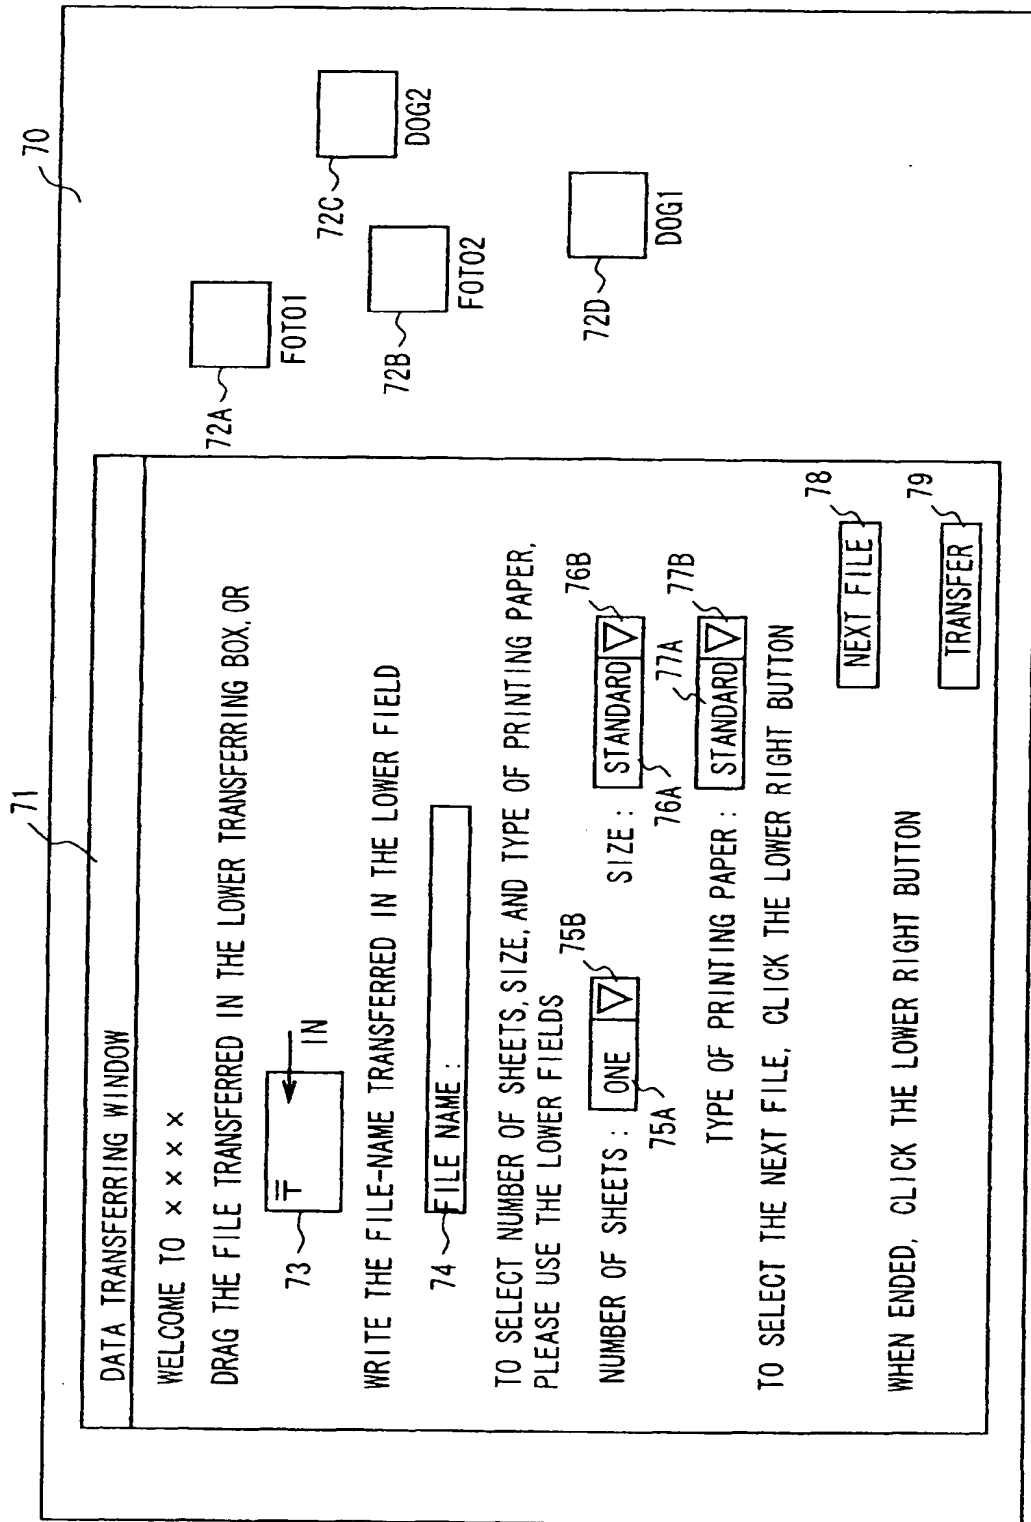 70
71
DATA TRANSFERRING WINDOW
WELCOME TO ××××
DRAG THE FILE TRANSFERRED IN THE LOWER TRANSFERRING BOX, OR
T
IN
73
WRITE THE FILE-NAME TRANSFERRED IN THE LOWER FIELD
74
FILE NAME :
TO SELECT NUMBER OF SHEETS, SIZE, AND TYPE OF PRINTING PAPER,
PLEASE USE THE LOWER FIELDS
75B
76B
NUMBER OF SHEETS : ONE SIZE : STANDARD
75A
76A
77A
77B
TYPE OF PRINTING PAPER : STANDARD
TO SELECT THE NEXT FILE, CLICK THE LOWER RIGHT BUTTON
78
NEXT FILE
WHEN ENDED, CLICK THE LOWER RIGHT BUTTON
79
TRANSFER
72A
FOTO1
72B
FOTO2
72C
DOG2
72D
DOG1